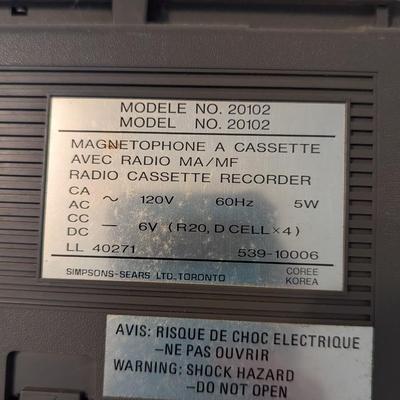 MODELE NO. 20102
MODEL NO. 20102
MAGNETOPHONE A CASSETTE
AVEC RADIO MA/MF
RADIO CASSETTE RECORDER
CA
AC ~ 120V 60Hz 5W
CC
DC — 6V (R20, D CELL×4)
LL 40271 539-10006
SIMPSONS-SEARS LTD., TORONTO COREE
KOREA
AVIS: RISQUE DE CHOC ELECTRIQUE
–NE PAS OUVRIR
WARNING: SHOCK HAZARD
–DO NOT OPEN